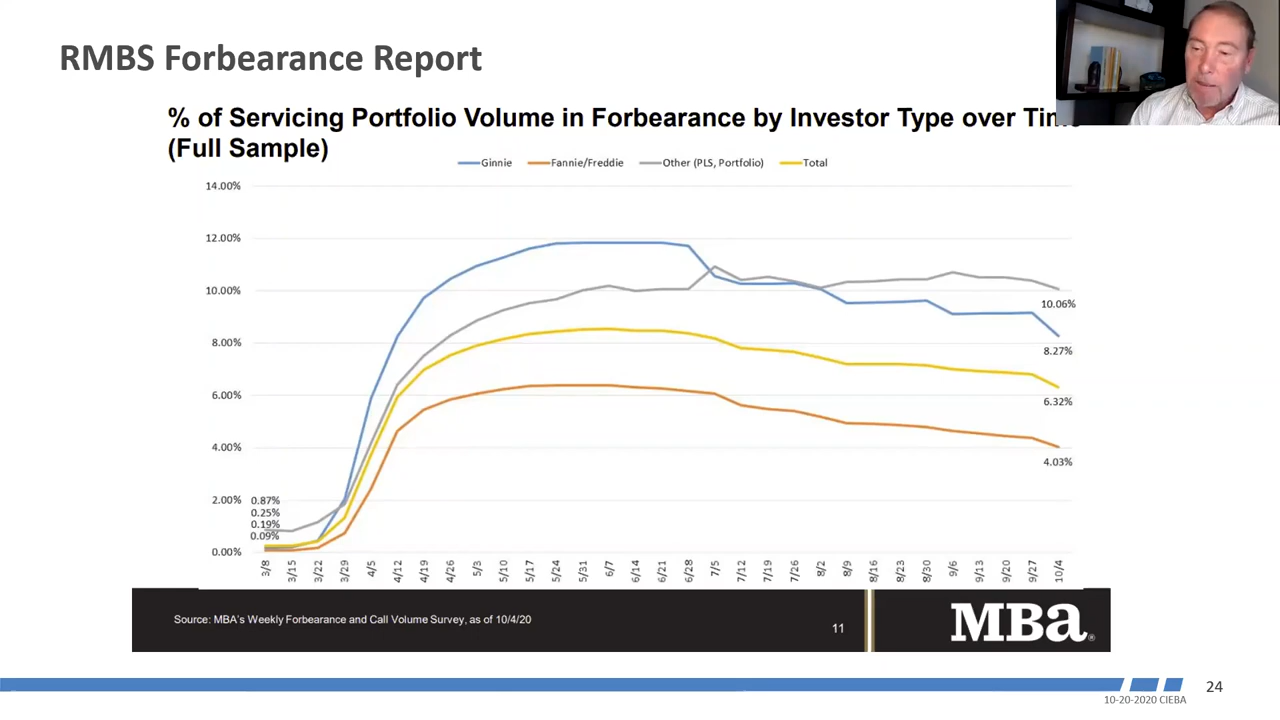 RMBS Forbearance Report
% of Servicing Portfolio Volume in Forbearance by Investor Type over Time
(Full Sample)
Ginnie Fannie/Freddie Other (PLS, Portfolio) Total
14.00%
12.00%
10.00%
10.06%
8.00%
8.27%
6.00%
6.32%
4.00%
4.03%
2.00%
0.87%
0.25%
0.19%
0.09%
0.00%
3/8 3/15 3/22 3/29 4/5 4/12 4/19 4/26 5/3 5/10 5/17 5/24 5/31 6/7 6/14 6/21 6/28 7/5 7/12 7/19 7/26 8/2 8/9 8/16 8/23 8/30 9/6 9/13 9/20 9/27 10/4
Source: MBA's Weekly Forbearance and Call Volume Survey, as of 10/4/20
11
MBa®
24
10-20-2020 CIEBA